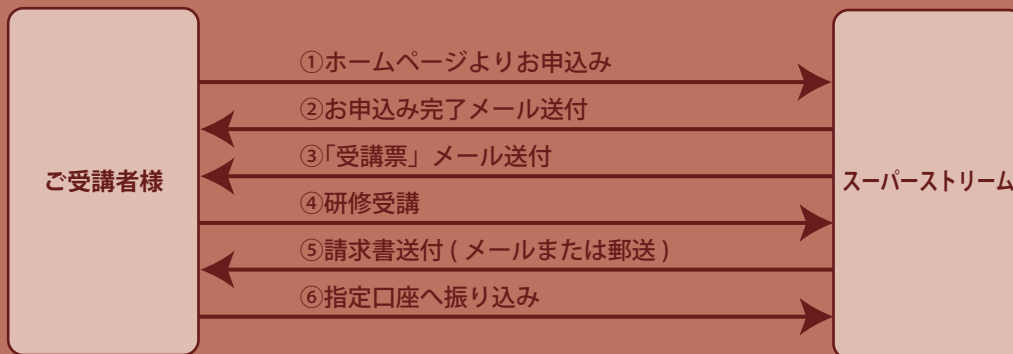 ①ホームページよりお申込み
②お申込み完了メール送付
③「受講票」メール送付
ご受講者様
スーパーストリーム
④研修受講
⑤請求書送付 ( メールまたは郵送 )
⑥指定口座へ振り込み